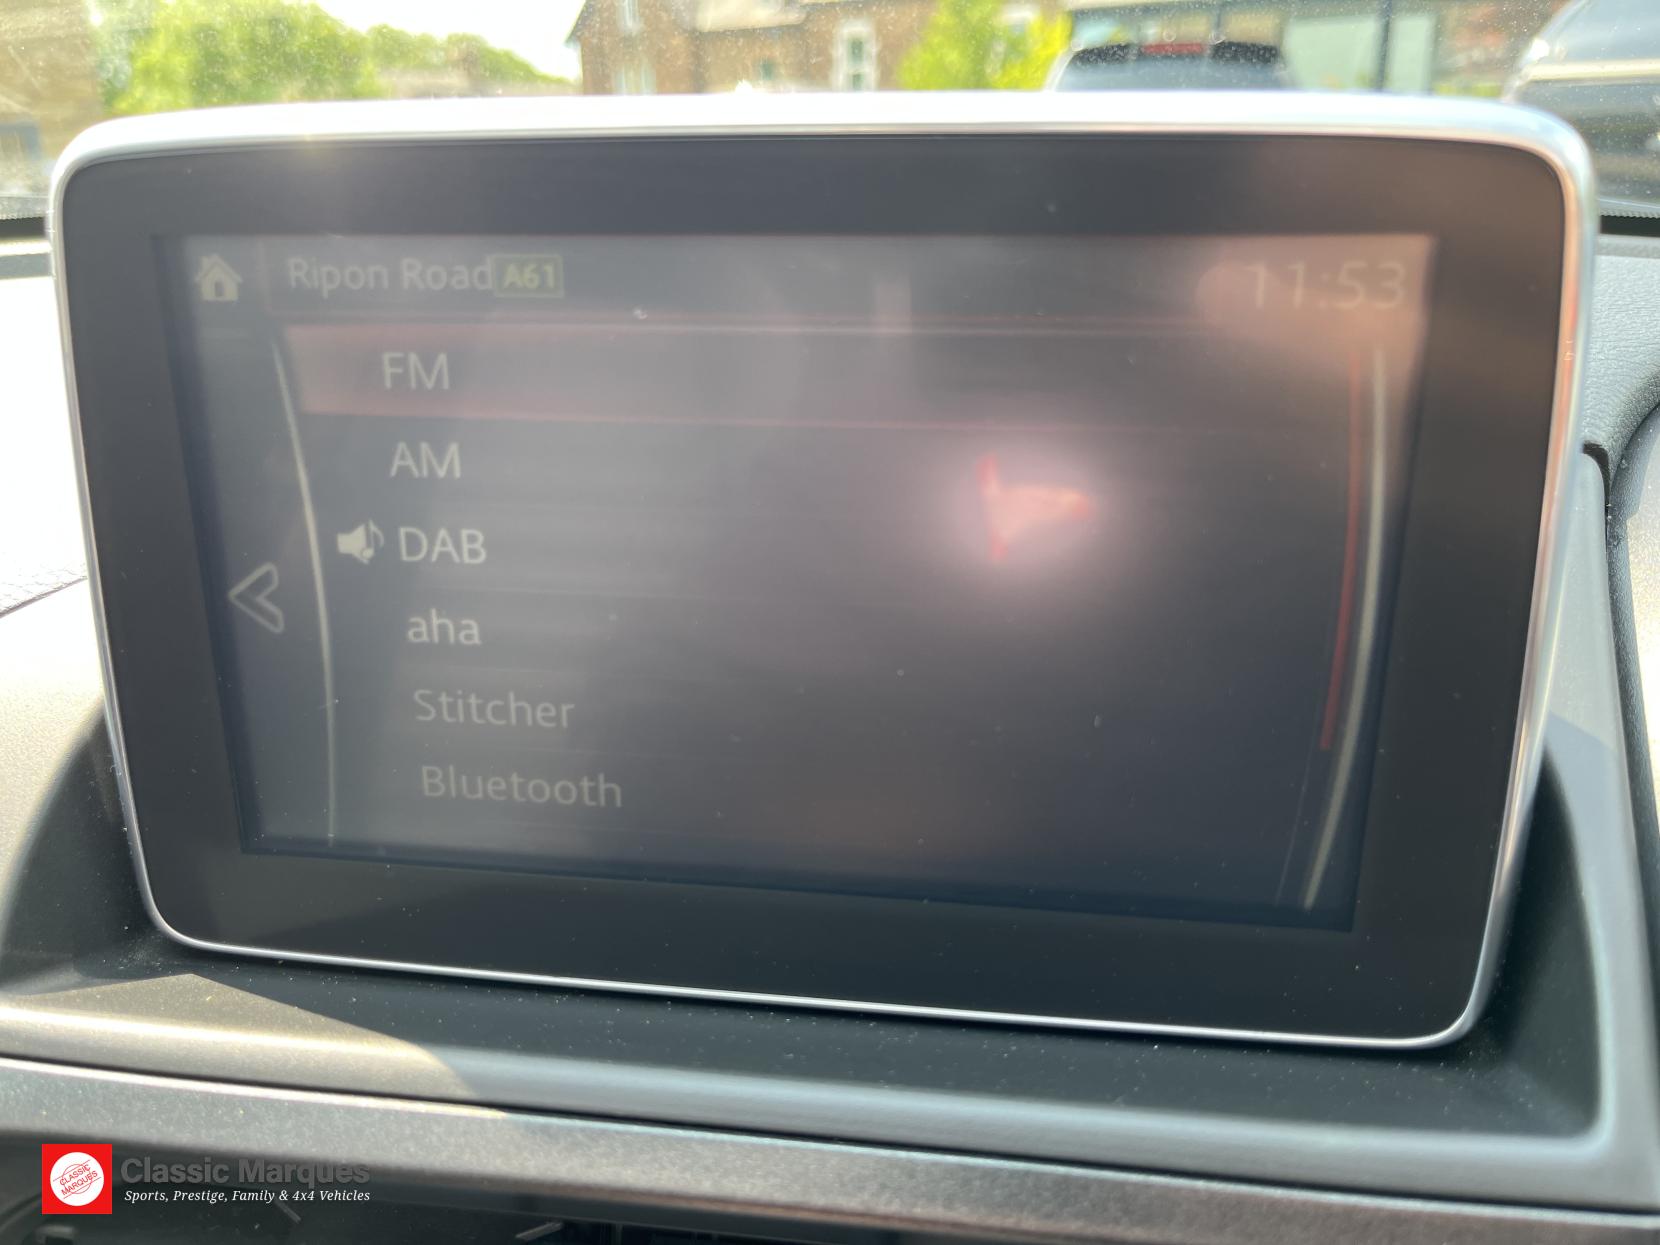 Ripon Road A61 11:53
FM
AM
DAB
aha
Stitcher
Bluetooth
CLASSIC MARQUES
Classic Marques
Sports, Prestige, Family & 4x4 Vehicles